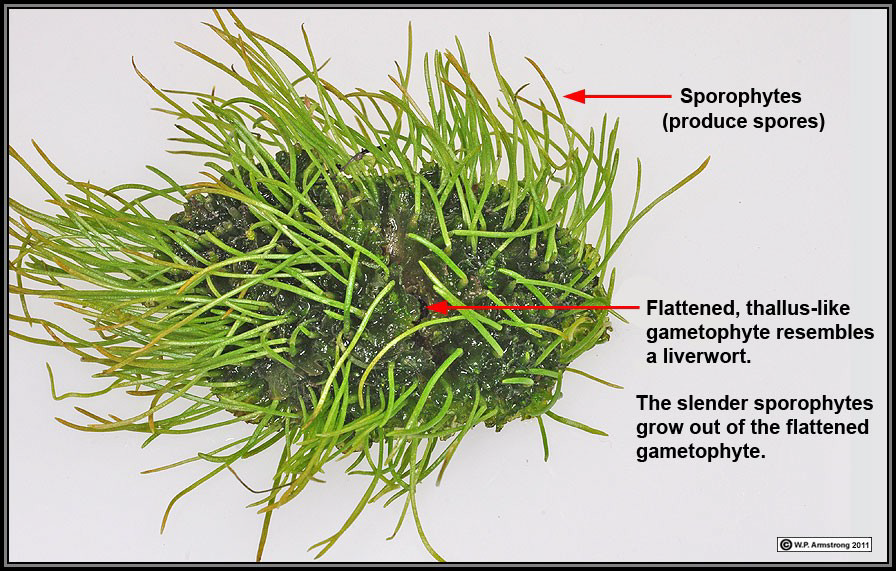 Sporophytes
(produce spores)
Flattened, thallus-like
gametophyte resembles
a liverwort.
The slender sporophytes
grow out of the flattened
gametophyte.
© W.P. Armstrong 2011